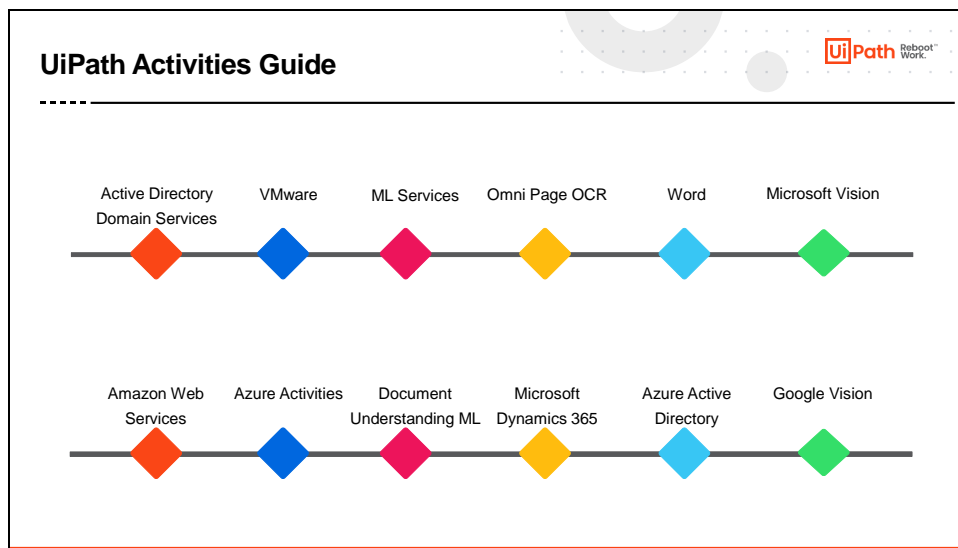 UiPath Activities Guide
UiPath Reboot™
Work.
Active Directory
Domain Services
VMware
ML Services
Omni Page OCR
Word
Microsoft Vision
Amazon Web
Services
Azure Activities
Document
Understanding ML
Microsoft
Dynamics 365
Azure Active
Directory
Google Vision